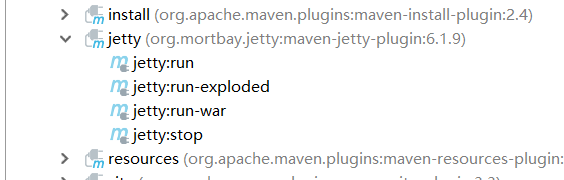 install (org.apache.maven.plugins:maven-install-plugin:2.4)
jetty (org.mortbay.jetty:maven-jetty-plugin:6.1.9)
jetty:run
jetty:run-exploded
jetty:run-war
jetty:stop
resources (org.apache.maven.plugins:maven-resources-plugin: